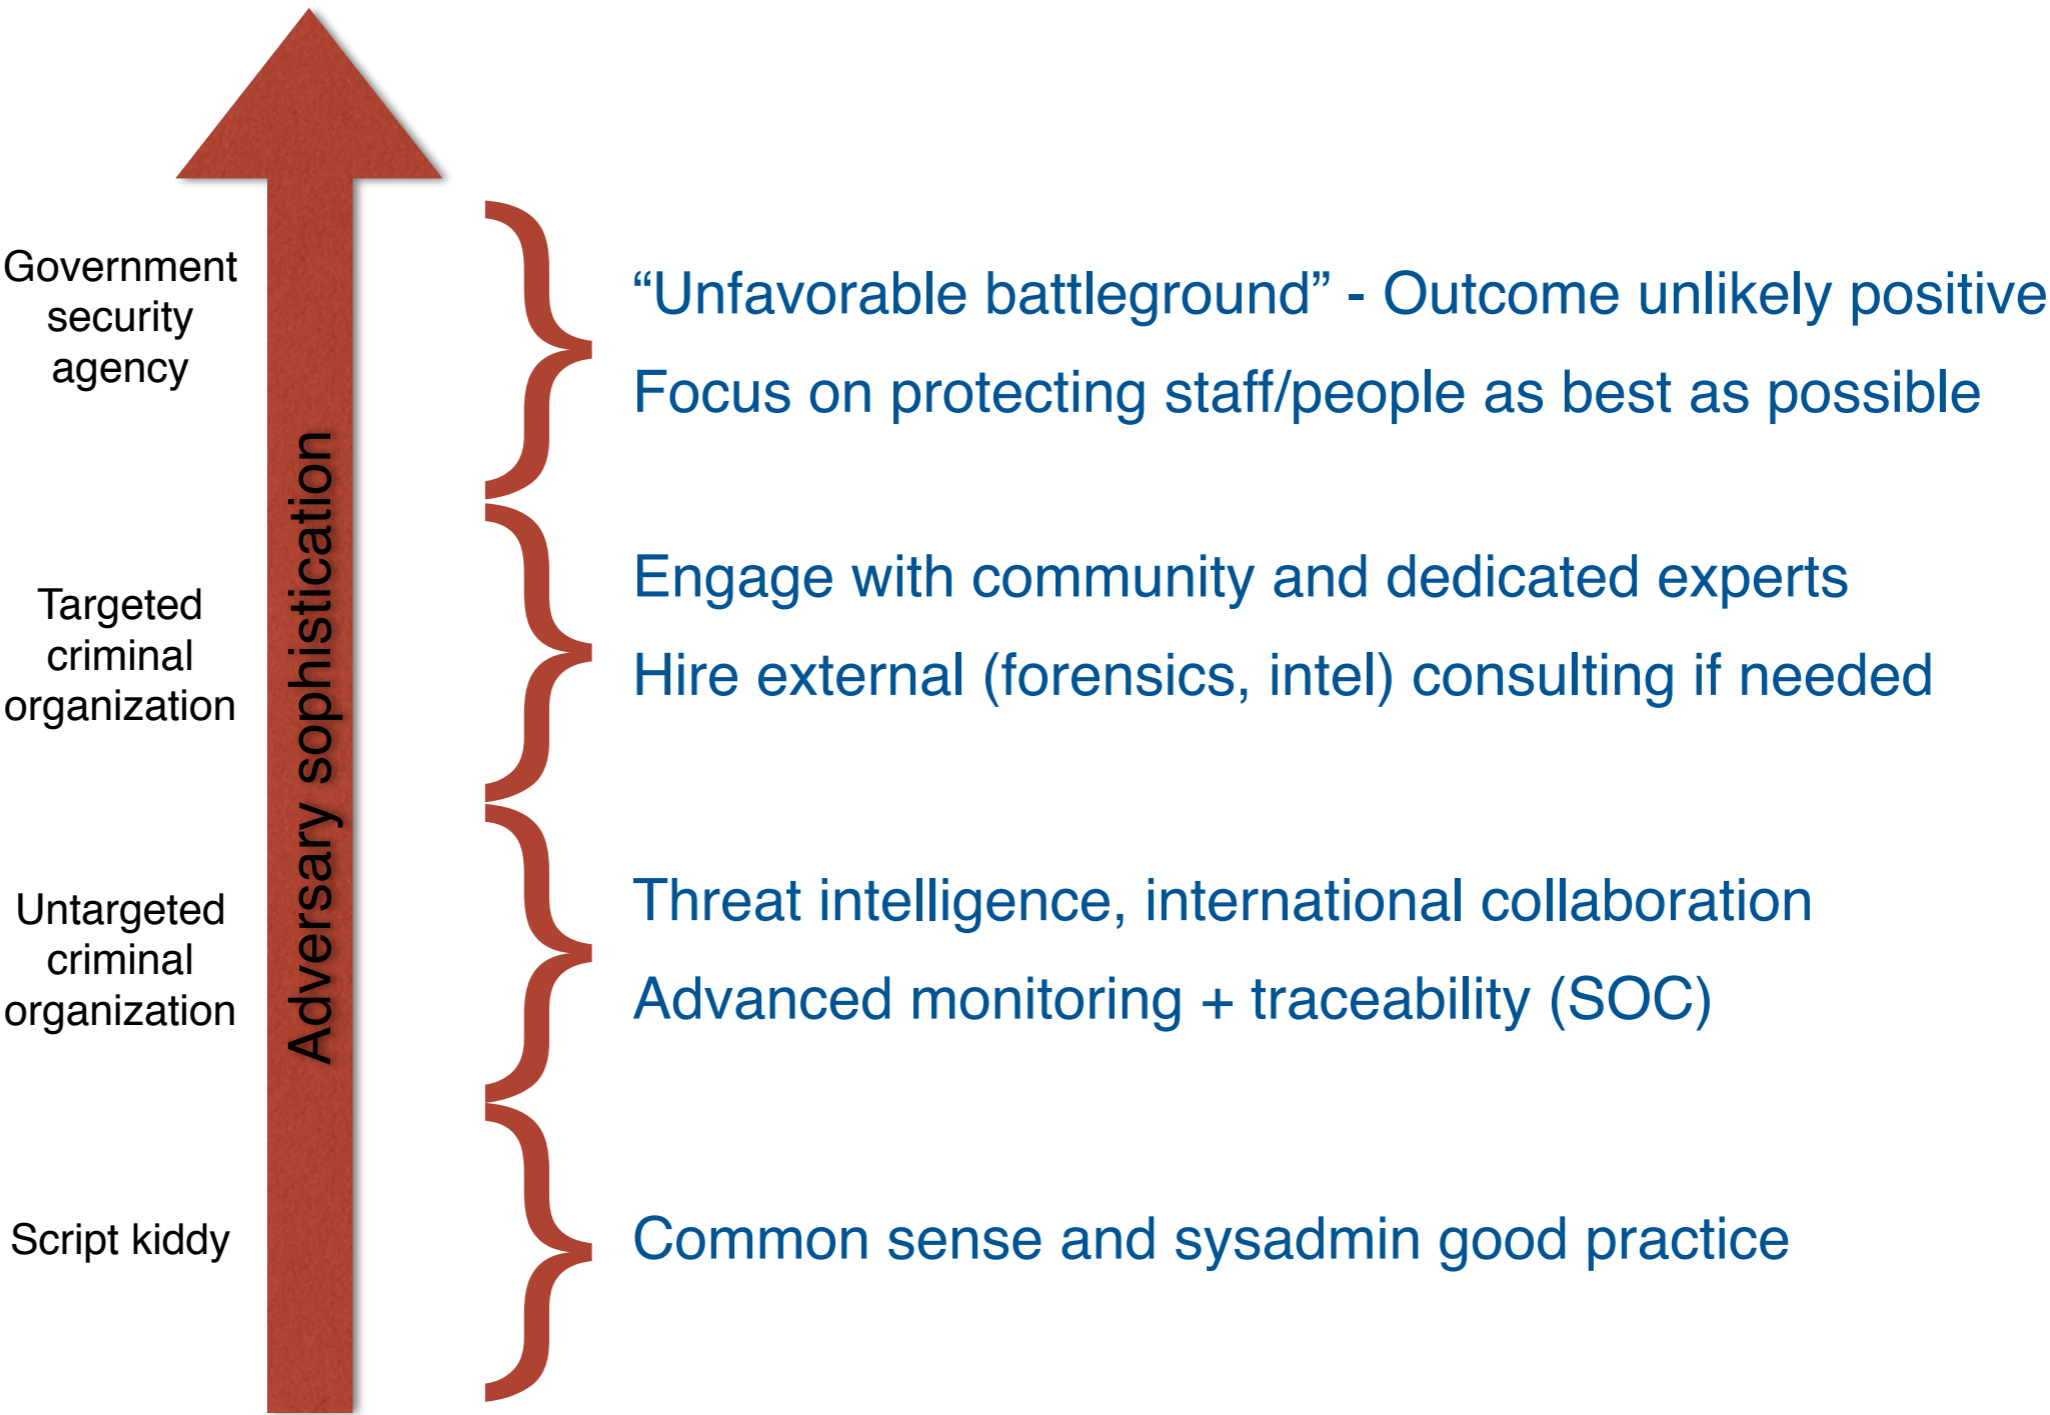 Government
security
agency
“Unfavorable battleground” - Outcome unlikely positive
Focus on protecting staff/people as best as possible
Adversary sophistication
Targeted
criminal
organization
Engage with community and dedicated experts
Hire external (forensics, intel) consulting if needed
Untargeted
criminal
organization
Threat intelligence, international collaboration
Advanced monitoring + traceability (SOC)
Script kiddy
Common sense and sysadmin good practice